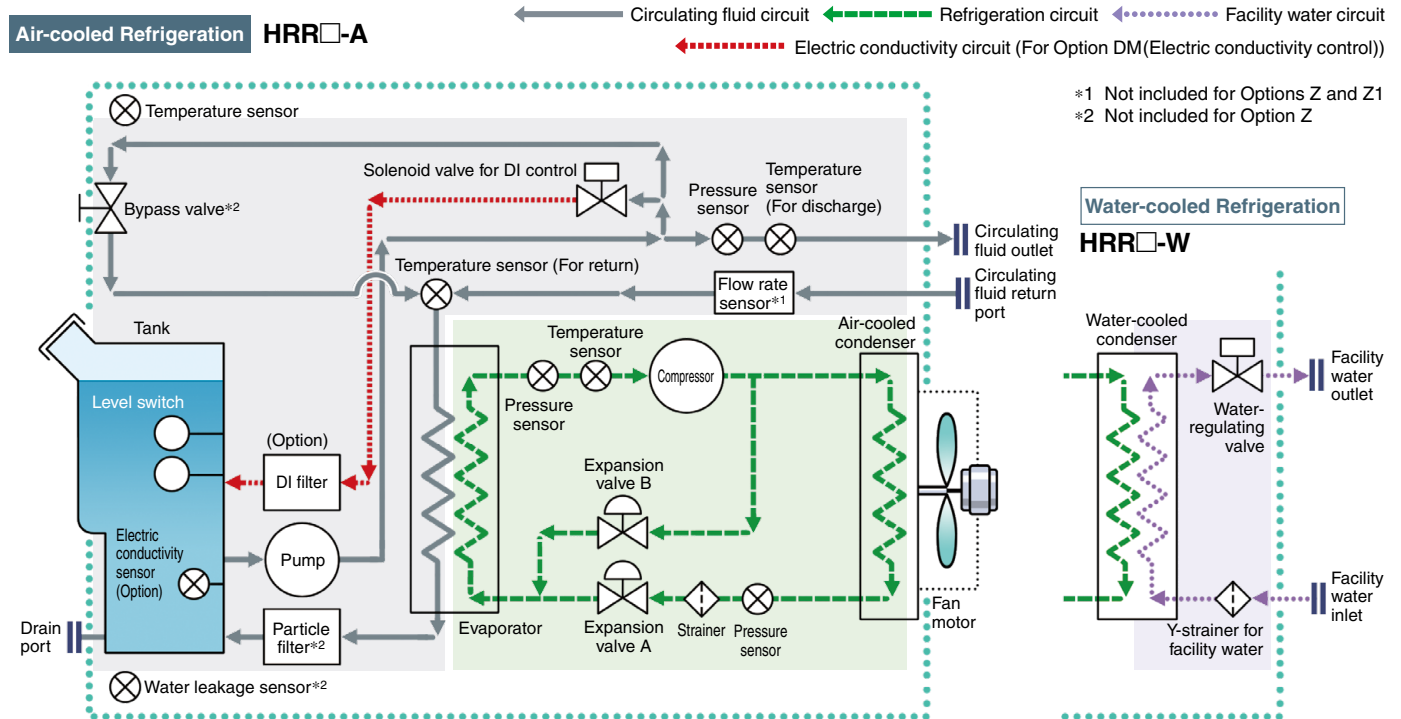 Air-cooled Refrigeration HRR□-A
Circulating fluid circuit
Refrigeration circuit
Facility water circuit
Electric conductivity circuit (For Option DM(Electric conductivity control))
*1 Not included for Options Z and Z1
*2 Not included for Option Z
Temperature sensor
Solenoid valve for DI control
Pressure
sensor
Temperature
sensor
(For discharge)
Bypass valve*2
Circulating
fluid outlet
Temperature sensor (For return)
Flow rate
sensor*1
Circulating
fluid return
port
Tank
Level switch
(Option)
DI filter
Electric
conductivity
sensor
(Option)
Pump
Drain
port
Particle
filter*2
Water leakage sensor*2
Temperature
sensor
Pressure
sensor
Compressor
Air-cooled
condenser
Expansion
valve B
Evaporator
Expansion
valve A
Strainer
Pressure
sensor
Fan
motor
Water-cooled Refrigeration
HRR□-W
Water-cooled
condenser
Facility
water
outlet
Water-
regulating
valve
Facility
water
inlet
Y-strainer for
facility water